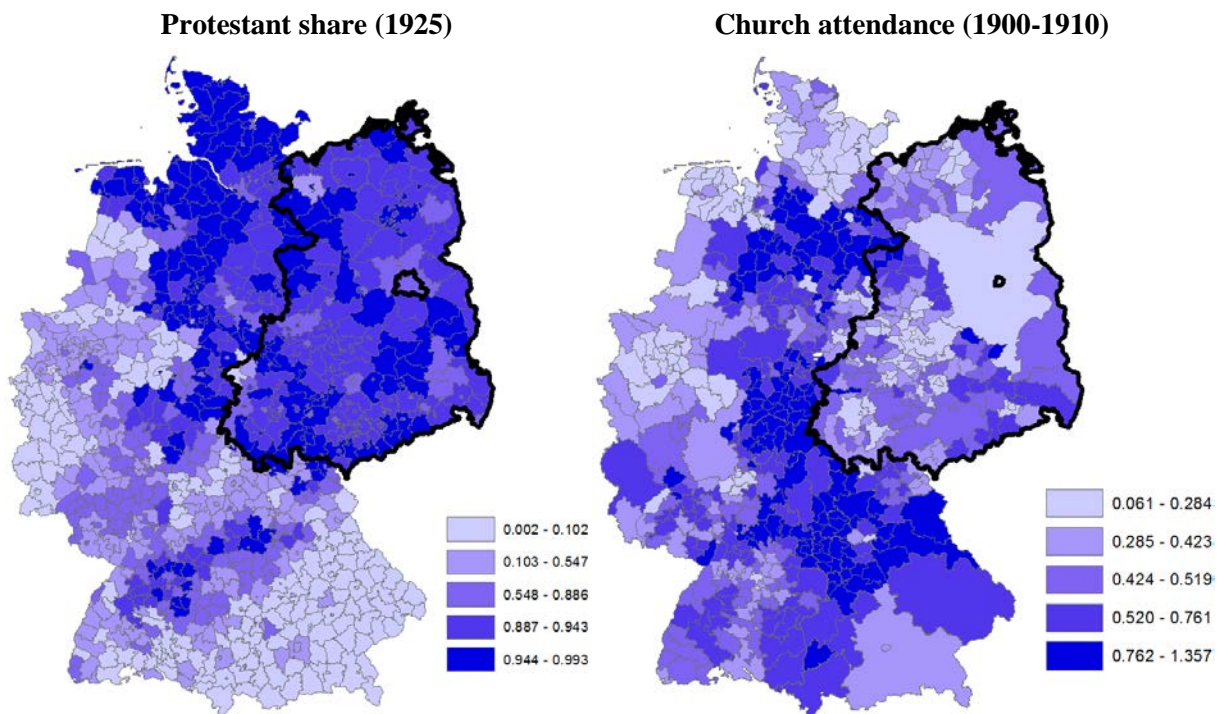 Protestant share (1925)
Church attendance (1900-1910)
0.002 - 0.102
0.103 - 0.547
0.548 - 0.886
0.887 - 0.943
0.944 - 0.993
0.061 - 0.284
0.285 - 0.423
0.424 - 0.519
0.520 - 0.761
0.762 - 1.357